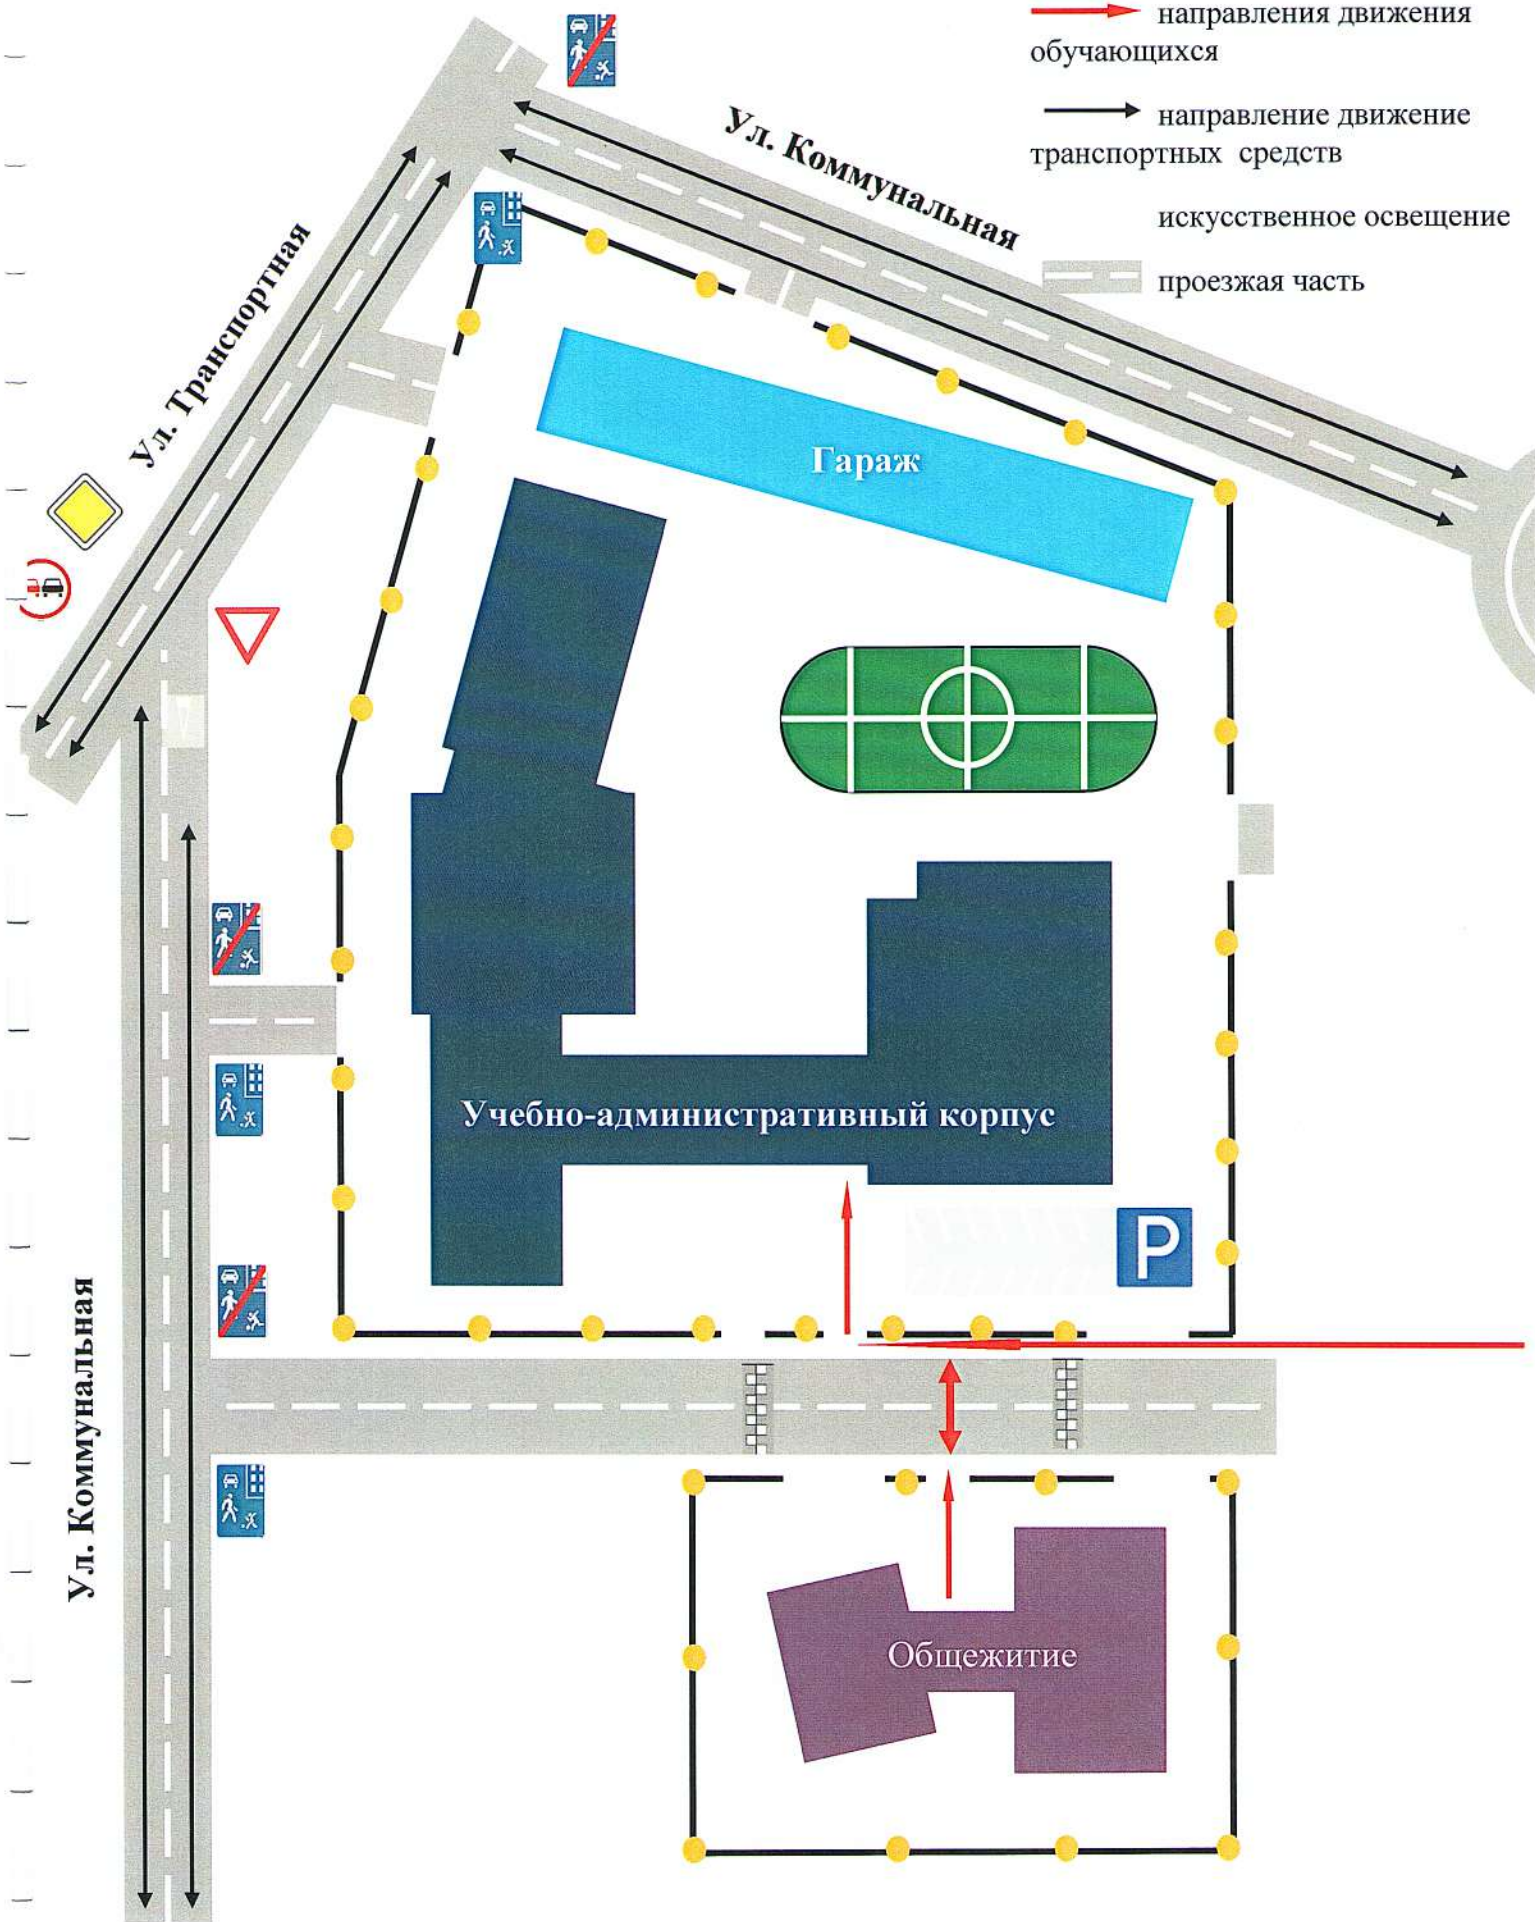 направления движения
обучающихся
направление движение
транспортных средств
искусственное освещение
проезжая часть
Ул. Коммунальная
Ул. Транспортная
Гараж
Учебно-административный корпус
P
Ул. Коммунальная
Общежитие